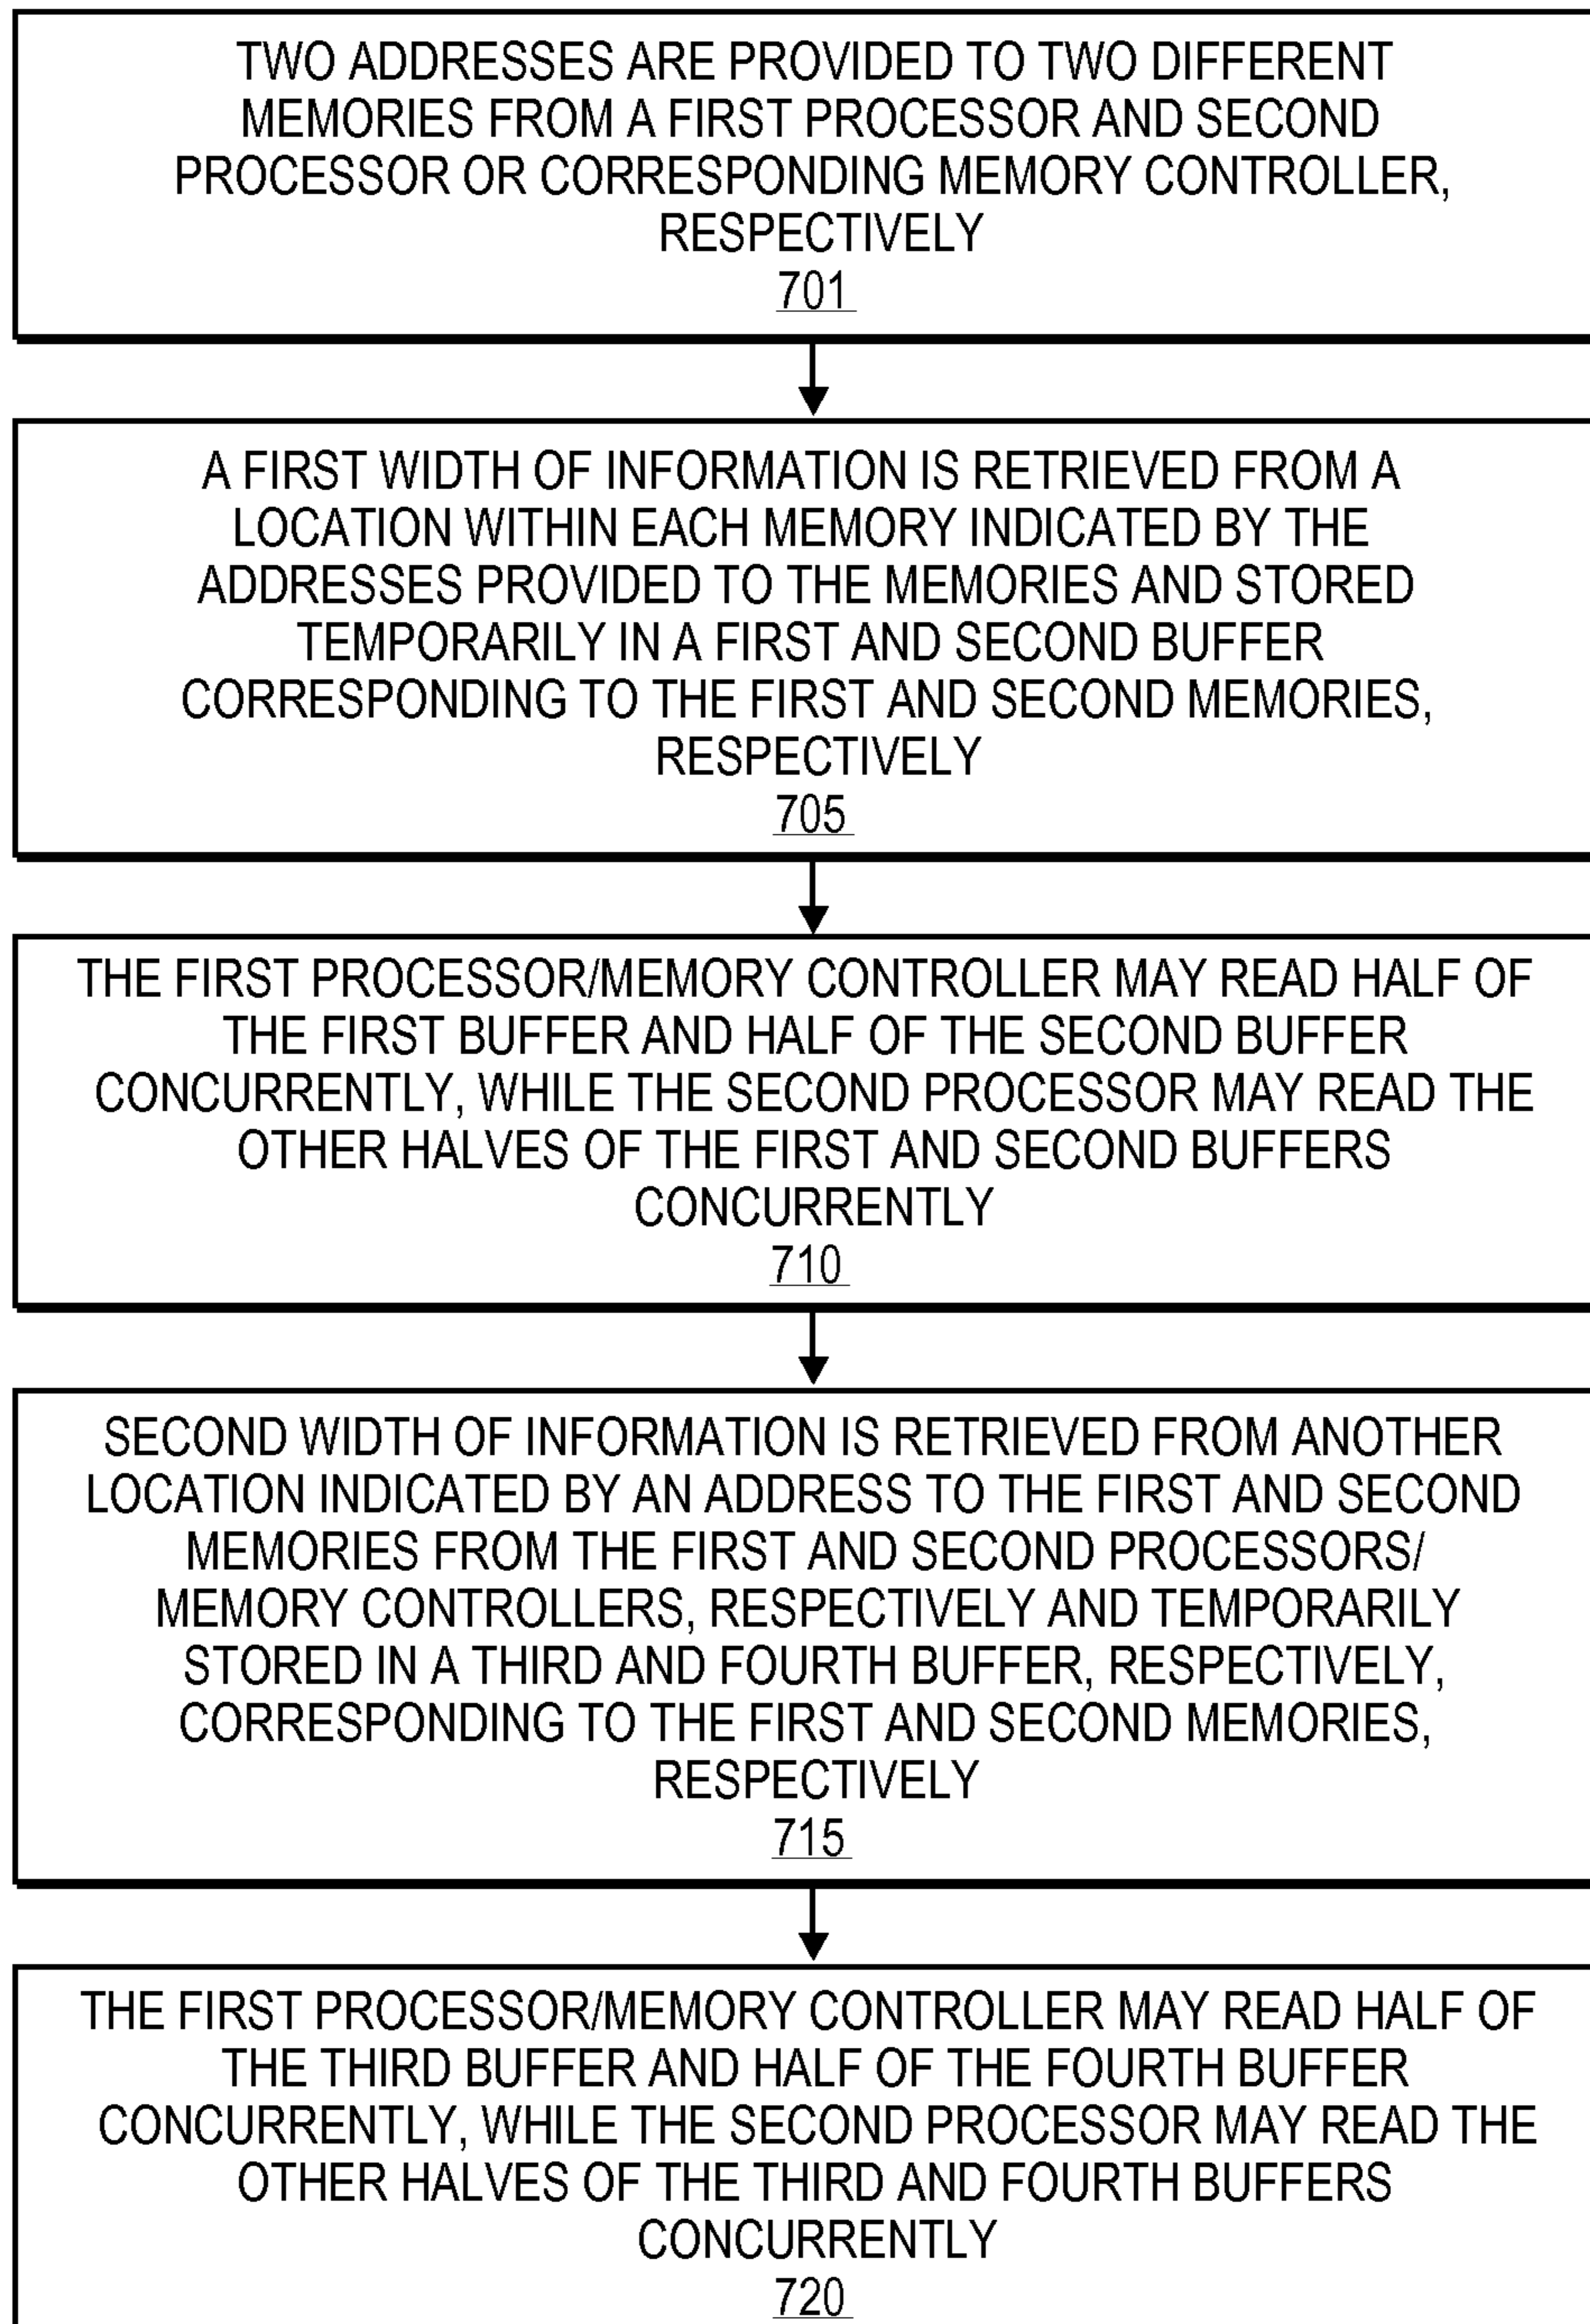 TWO ADDRESSES ARE PROVIDED TO TWO DIFFERENT
MEMORIES FROM A FIRST PROCESSOR AND SECOND
PROCESSOR OR CORRESPONDING MEMORY CONTROLLER,
RESPECTIVELY
701
A FIRST WIDTH OF INFORMATION IS RETRIEVED FROM A
LOCATION WITHIN EACH MEMORY INDICATED BY THE
ADDRESSES PROVIDED TO THE MEMORIES AND STORED
TEMPORARILY IN A FIRST AND SECOND BUFFER
CORRESPONDING TO THE FIRST AND SECOND MEMORIES,
RESPECTIVELY
705
THE FIRST PROCESSOR/MEMORY CONTROLLER MAY READ HALF OF
THE FIRST BUFFER AND HALF OF THE SECOND BUFFER
CONCURRENTLY, WHILE THE SECOND PROCESSOR MAY READ THE
OTHER HALVES OF THE FIRST AND SECOND BUFFERS
CONCURRENTLY
710
SECOND WIDTH OF INFORMATION IS RETRIEVED FROM ANOTHER
LOCATION INDICATED BY AN ADDRESS TO THE FIRST AND SECOND
MEMORIES FROM THE FIRST AND SECOND PROCESSORS/
MEMORY CONTROLLERS, RESPECTIVELY AND TEMPORARILY
STORED IN A THIRD AND FOURTH BUFFER, RESPECTIVELY,
CORRESPONDING TO THE FIRST AND SECOND MEMORIES,
RESPECTIVELY
715
THE FIRST PROCESSOR/MEMORY CONTROLLER MAY READ HALF OF
THE THIRD BUFFER AND HALF OF THE FOURTH BUFFER
CONCURRENTLY, WHILE THE SECOND PROCESSOR MAY READ THE
OTHER HALVES OF THE THIRD AND FOURTH BUFFERS
CONCURRENTLY
720